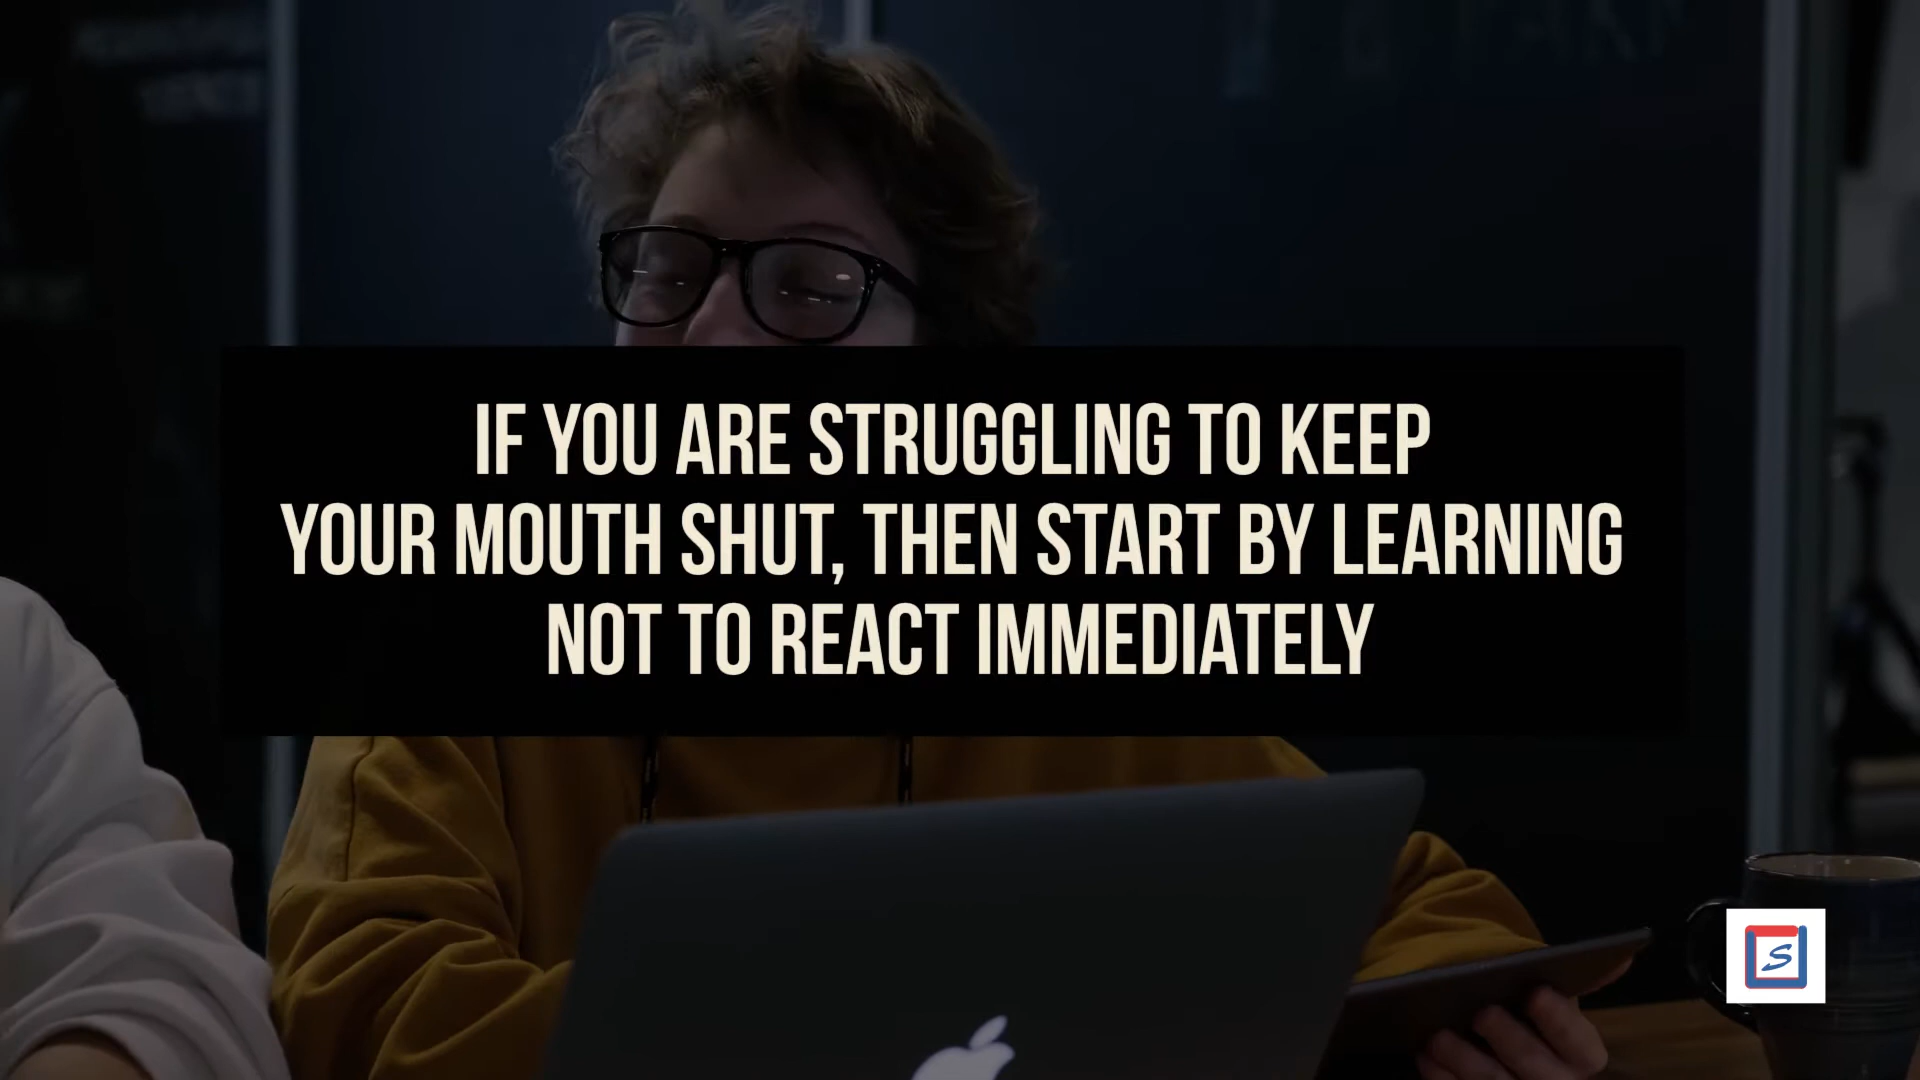 IF YOU ARE STRUGGLING TO KEEP
YOUR MOUTH SHUT, THEN START BY LEARNING
NOT TO REACT IMMEDIATELY
S